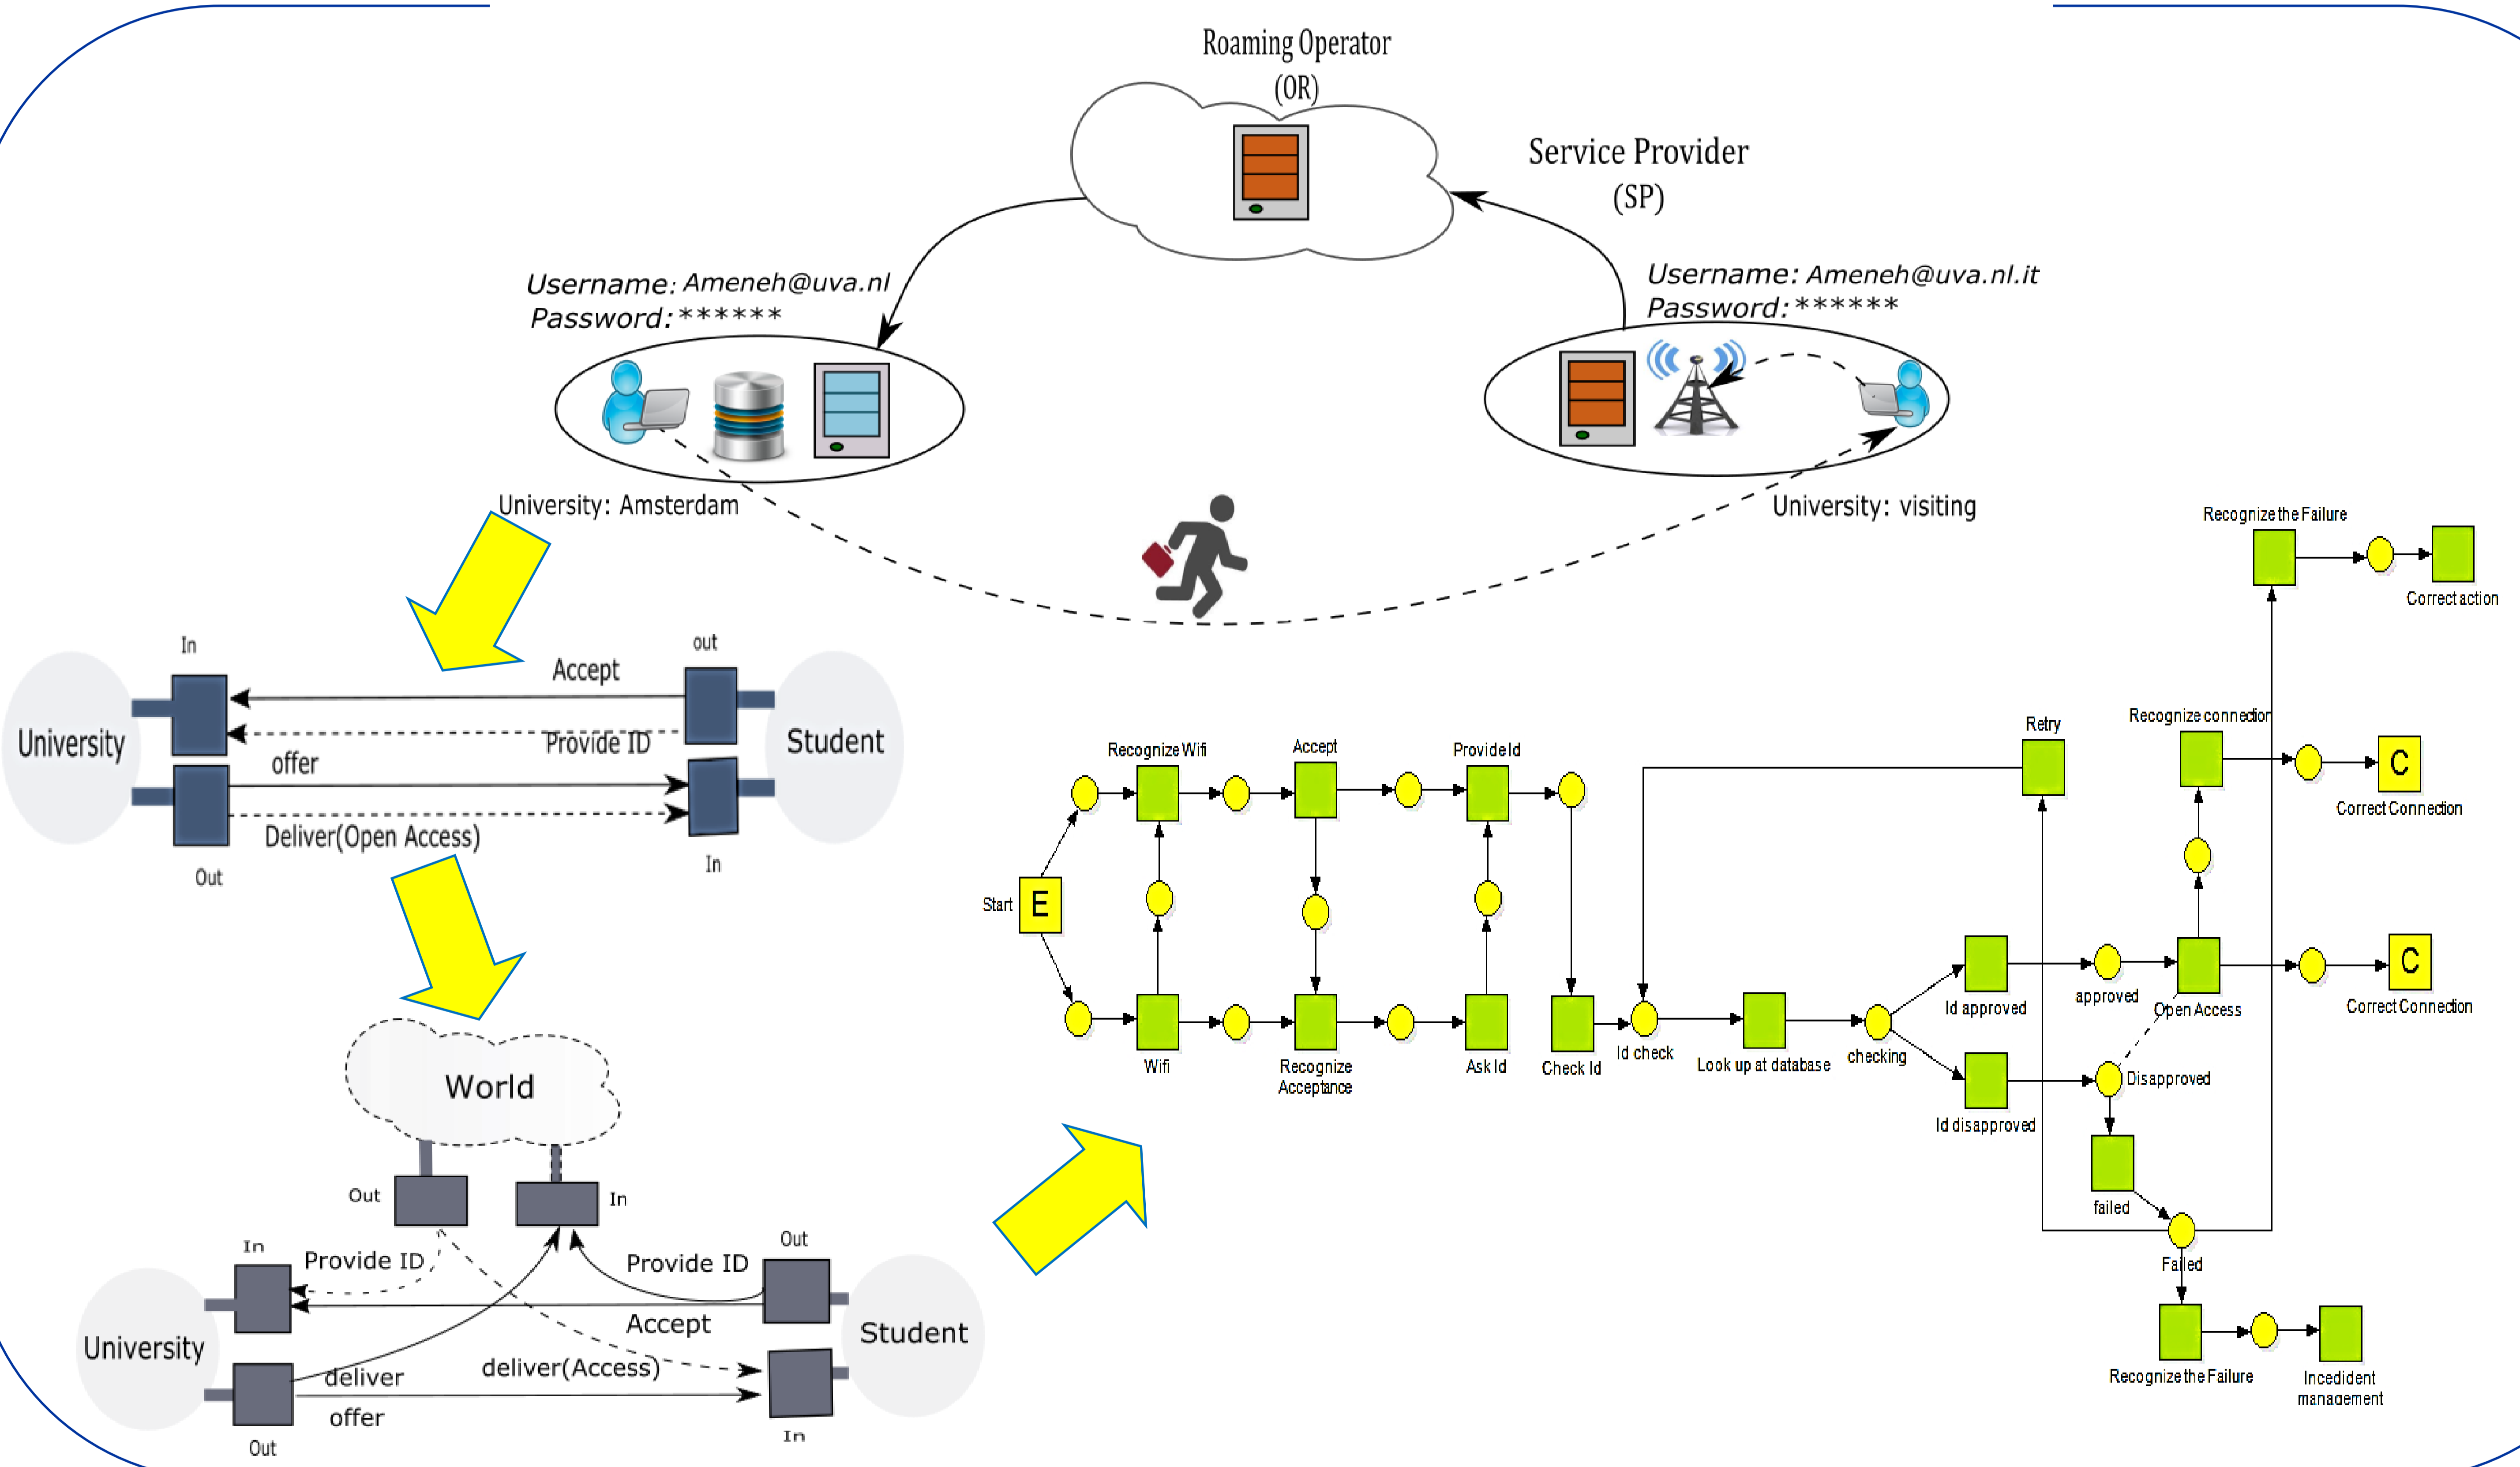 Roaming Operator
(OR)
Service Provider
(SP)
Username: Ameneh@uva.nl
Password: ******
Username: Ameneh@uva.nl.it
Password: ******
University: Amsterdam
University: visiting
In
out
Accept
Provide ID
University
Student
offer
Deliver(Open Access)
Out
In
World
Out
In
In
Provide ID
Provide ID
Out
University
Accept
Student
deliver
deliver(Access)
offer
Out
In
Recognize the Failure
Correct action
Recognize Wifi
Accept
Provide Id
Retry
Recognize connection
C
Correct Connection
Start
E
Wifi
Recognize
Acceptance
Ask Id
Check Id
Id check
Look up at database
checking
Id approved
approved
Open Access
C
Correct Connection
Id disapproved
Disapproved
failed
Failed
Recognize the Failure
Incedident
management